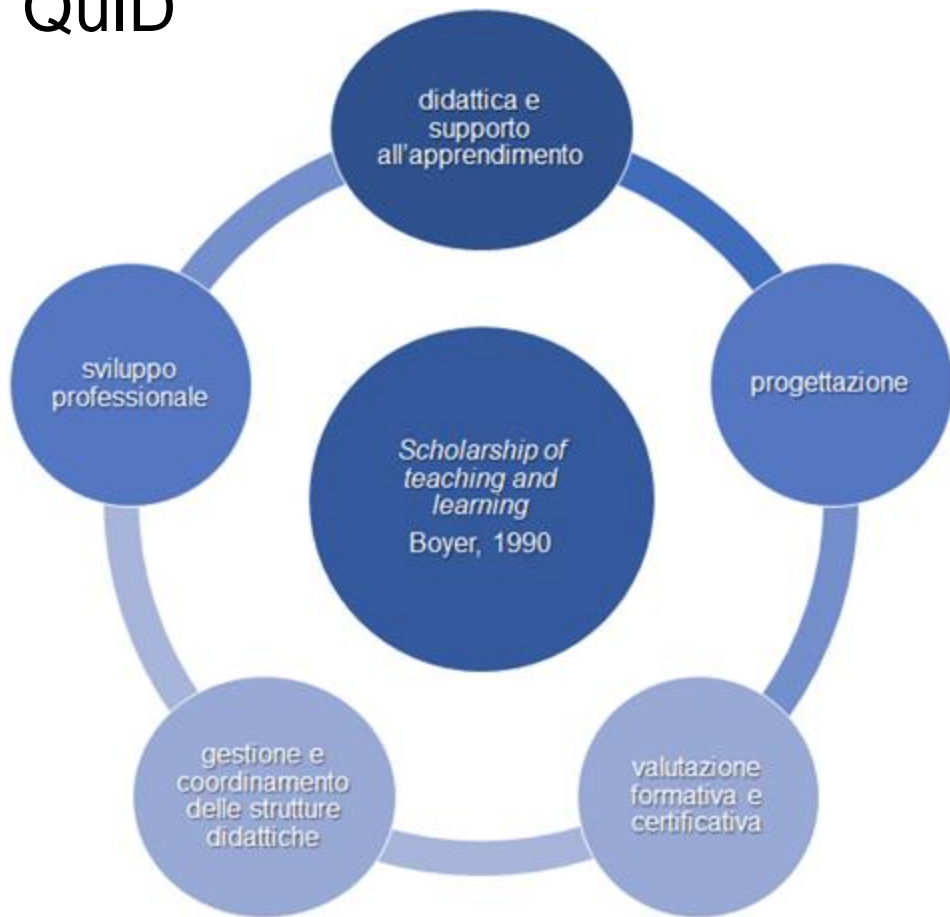 QuID
didattica e
supporto
all'apprendimento
sviluppo
professionale
progettazione
Scholarship of
teaching and
learning
Boyer, 1990
gestione e
coordinamento
delle strutture
didattiche
valutazione
formativa e
certificativa